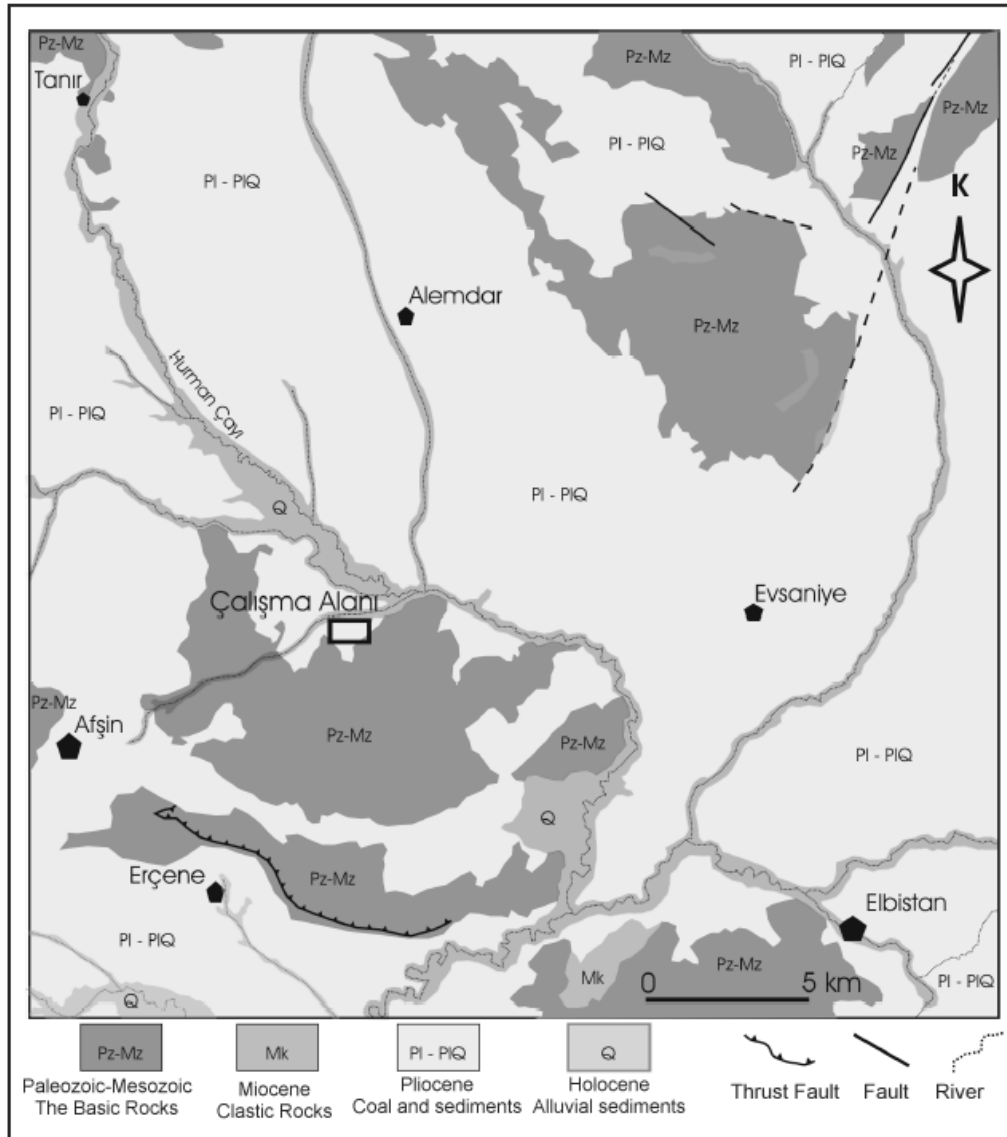 Pz-Mz
Tanır
Pz-Mz
Pl - PlQ
Pz-Mz
Pl - PlQ
Pz-Mz
Pl - PlQ
K
Alemdar
Pz-Mz
Hurman Çayı
Pl - PlQ
Pl - PlQ
Q
Çalışma Alanı
Evsaniye
Pz-Mz
Afşin
Pz-Mz
Pz-Mz
Pl - PlQ
Q
Erçene
Pz-Mz
Elbistan
Pl - PlQ
Mk
Pz-Mz
0 5 km
Pl - PlQ
Q
Pz-Mz
Paleozoic-Mesozoic
The Basic Rocks
Mk
Miocene
Clastic Rocks
Pl - PlQ
Pliocene
Coal and sediments
Q
Holocene
Alluvial sediments
Thrust Fault
Fault
River